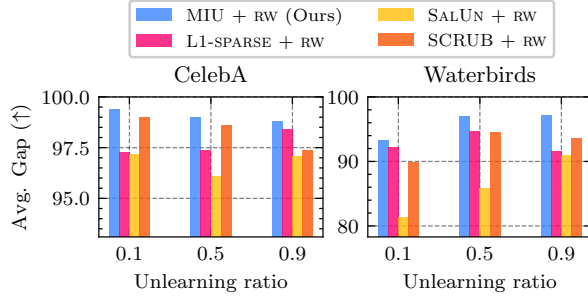 MIU + RW (Ours)
SALUN + RW
L1-SPARSE + RW
SCRUB + RW
CelebA
Waterbirds
Avg. Gap (↑)
100.0
97.5
95.0
100
90
80
0.1 0.5 0.9
0.1 0.5 0.9
Unlearning ratio
Unlearning ratio